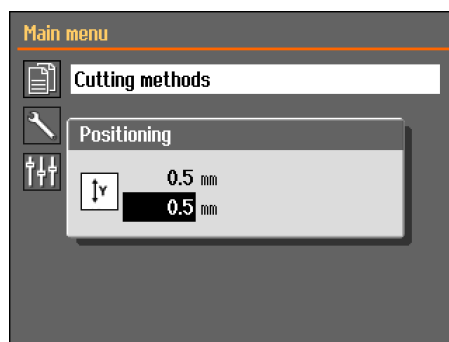 Main menu
Cutting methods
Positioning
Y 0.5 mm
0.5 mm